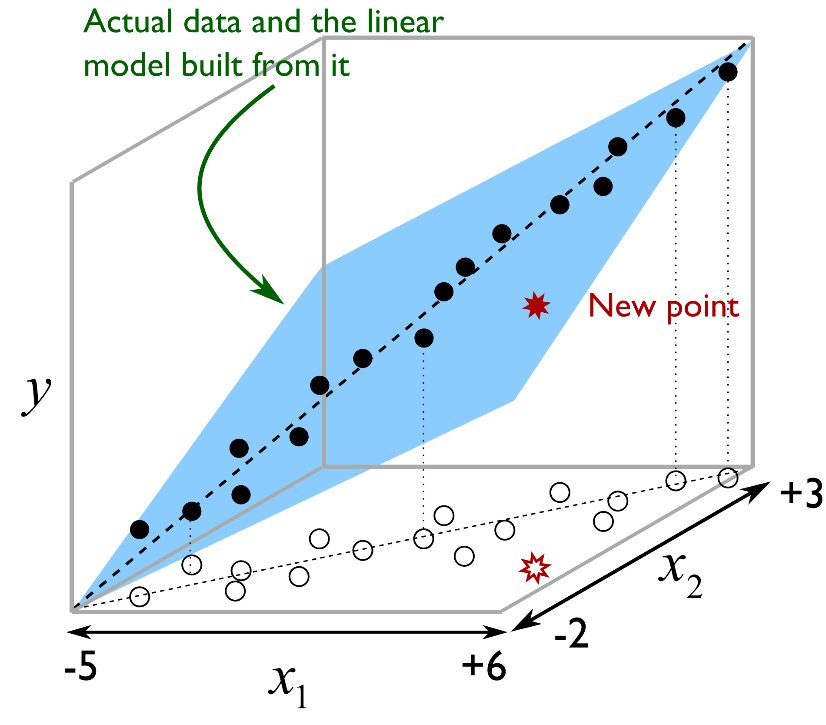 Actual data and the linear
model built from it
New point
y
+3
x2
-2
-5
+6
x1